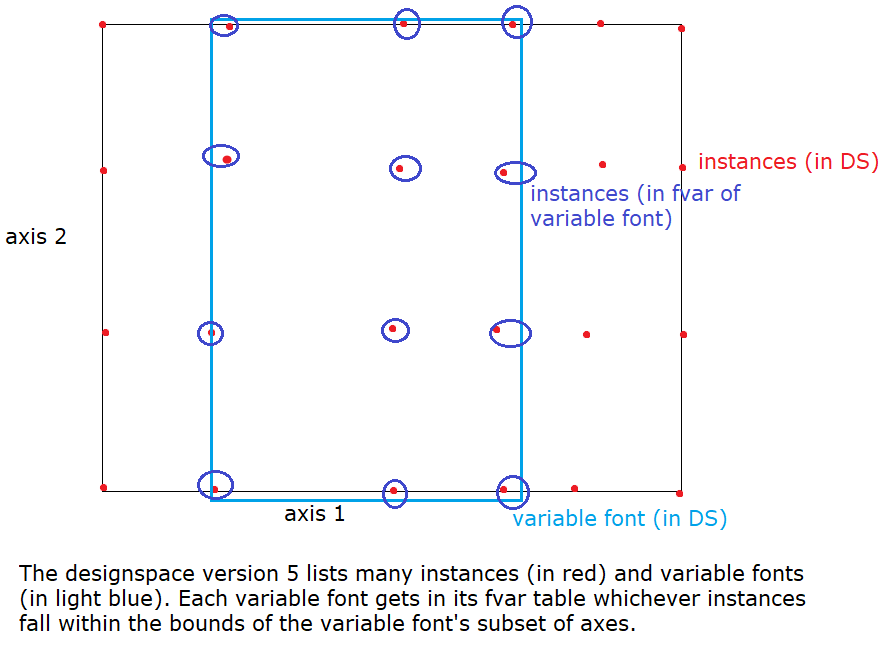 instances (in DS)
instances (in fvar of
variable font)
axis 2
axis 1
variable font (in DS)
The designspace version 5 lists many instances (in red) and variable fonts
(in light blue). Each variable font gets in its fvar table whichever instances
fall within the bounds of the variable font's subset of axes.